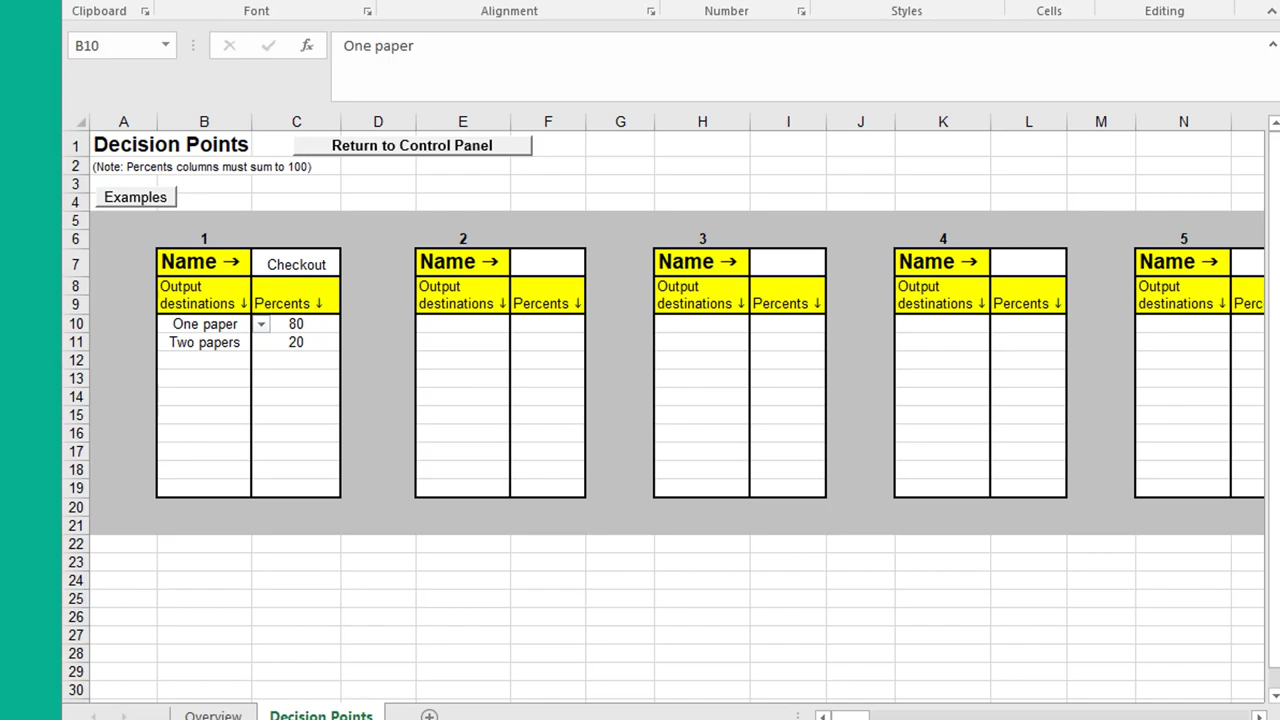 Clipboard Font Alignment Number Styles Cells Editing
B10 fx One paper
A B C D E F G H I J K L M N
1 Decision Points Return to Control Panel
2 (Note: Percents columns must sum to 100)
3
4 Examples
5
6 1 2 3 4 5
7 Name → Checkout Name → Name → Name → Name →
8 Output Output Output Output Output
9 destinations ↓ Percents ↓ destinations ↓ Percents ↓ destinations ↓ Percents ↓ destinations ↓ Percents ↓ destinations ↓ Perc
10 One paper 80
11 Two papers 20
12
13
14
15
16
17
18
19
20
21
22
23
24
25
26
27
28
29
30
Overview Decision Points